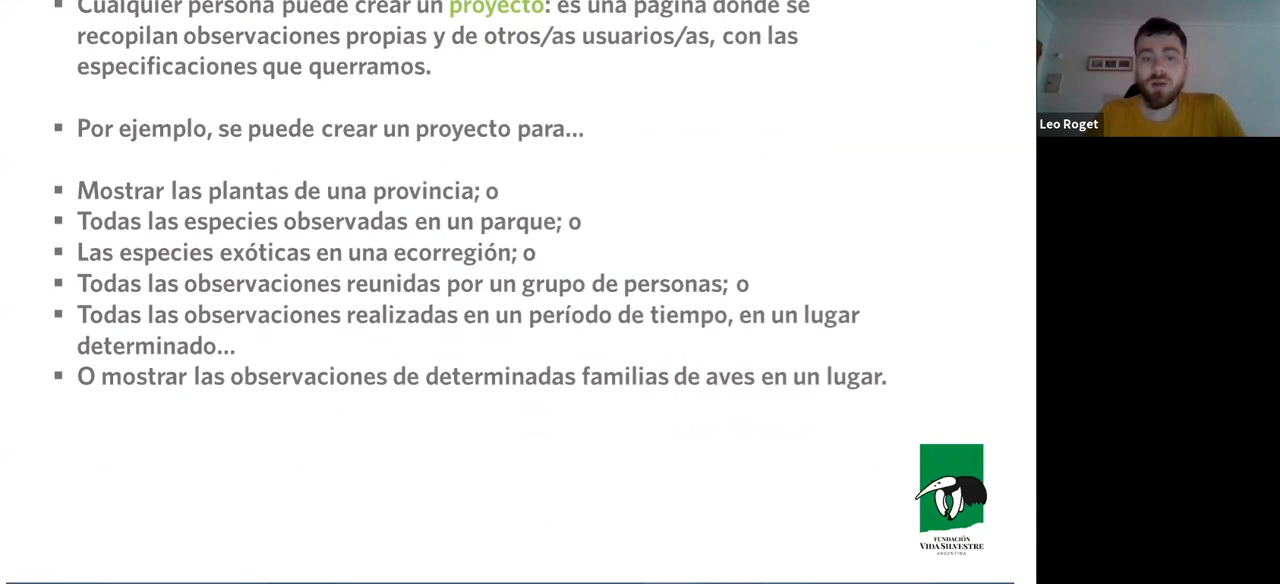 ▪ Cualquier persona puede crear un proyecto: es una página donde se
recopilan observaciones propias y de otros/as usuarios/as, con las
especificaciones que querramos.
▪ Por ejemplo, se puede crear un proyecto para...
▪ Mostrar las plantas de una provincia; o
▪ Todas las especies observadas en un parque; o
▪ Las especies exóticas en una ecorregión; o
▪ Todas las observaciones reunidas por un grupo de personas; o
▪ Todas las observaciones realizadas en un período de tiempo, en un lugar
determinado...
▪ O mostrar las observaciones de determinadas familias de aves en un lugar.
FUNDACIÓN
VIDA SILVESTRE
ARGENTINA
Leo Roget